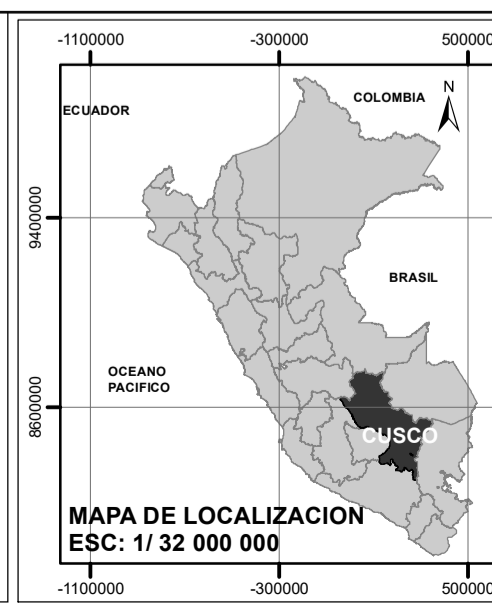 -1100000
-300000
500000
ECUADOR
COLOMBIA
N
9400000
BRASIL
OCEANO
PACIFICO
8600000
CUSCO
MAPA DE LOCALIZACION
ESC: 1/ 32 000 000
-1100000
-300000
500000